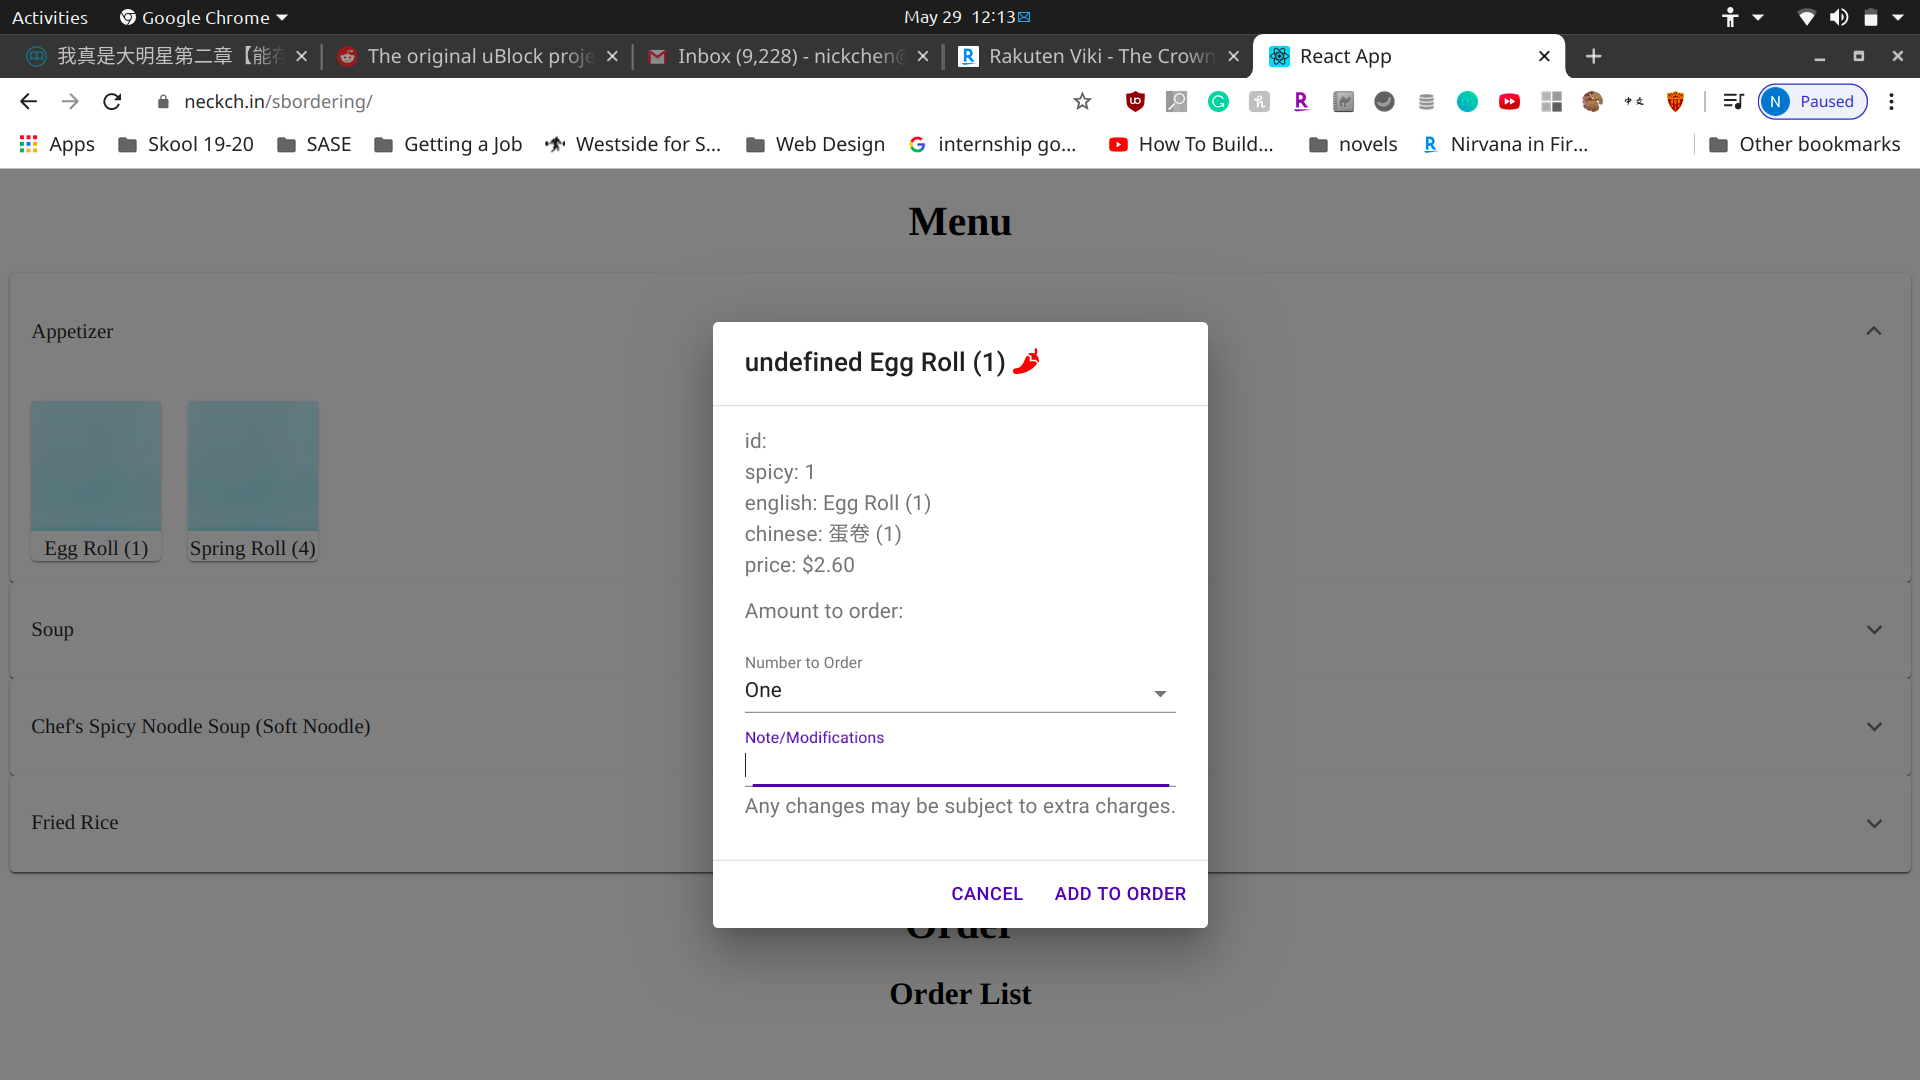 Activities Google Chrome May 29 12:13
我真是大明星第二章【能在 The original uBlock proje Inbox (9,228) - nickchen@ Rakuten Viki - The Crown React App
neckch.in/sbordering/ N Paused
Apps Skool 19-20 SASE Getting a Job Westside for S... Web Design internship go... How To Build... novels Nirvana in Fir... Other bookmarks
Menu
Appetizer
Egg Roll (1) Spring Roll (4)
Soup
Chef's Spicy Noodle Soup (Soft Noodle)
Fried Rice
undefined Egg Roll (1)
id:
spicy: 1
english: Egg Roll (1)
chinese: 蛋卷 (1)
price: $2.60
Amount to order:
Number to Order
One
Note/Modifications
Any changes may be subject to extra charges.
CANCEL ADD TO ORDER
Order
Order List